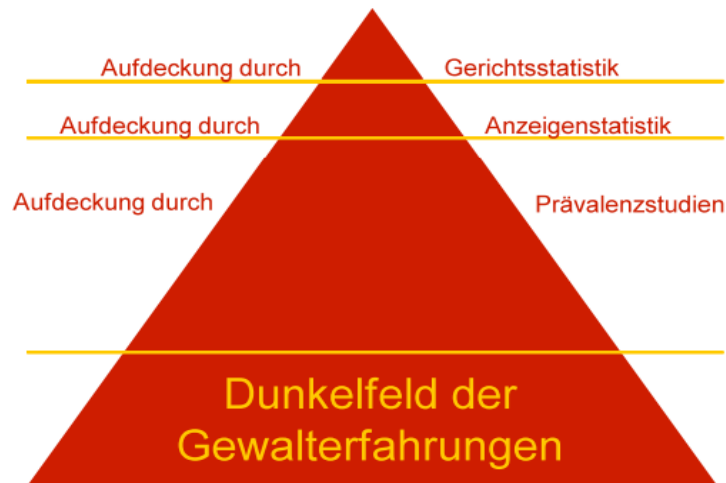 Aufdeckung durch Gerichtsstatistik
Aufdeckung durch Anzeigenstatistik
Aufdeckung durch Prävalenzstudien
Dunkelfeld der
Gewalterfahrungen